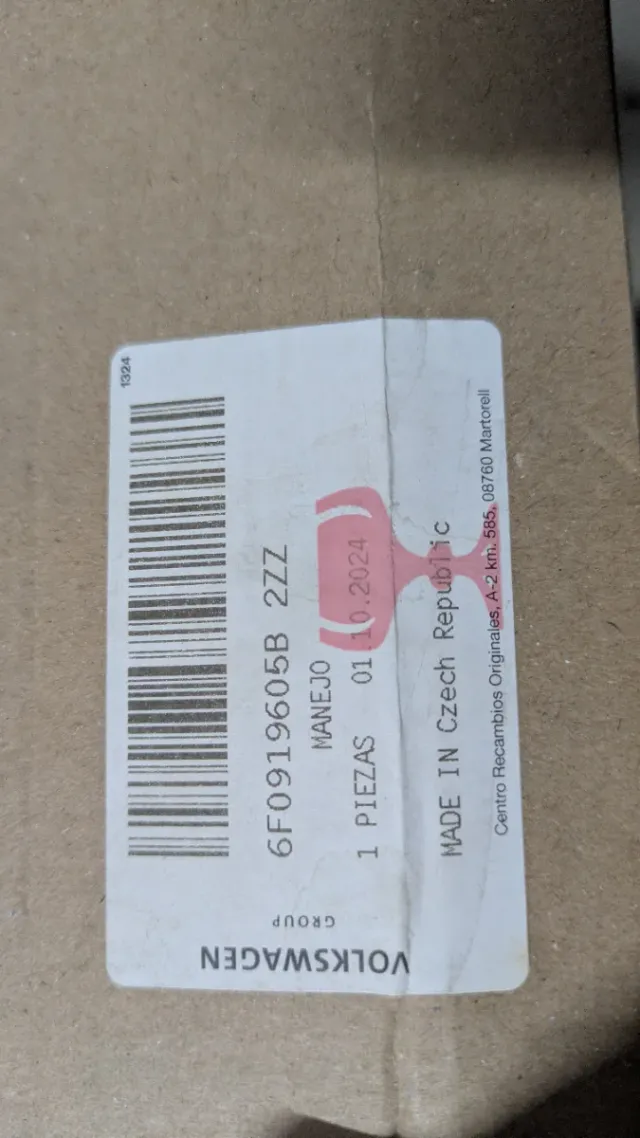 1324
6F0919605B 2ZZ
MANEJO
1 PIEZAS 01.10.2024
MADE IN Czech Republic
Centro Recambios Originales, A-2 km. 585, 08760 Martorell
VOLKSWAGEN
GROUP